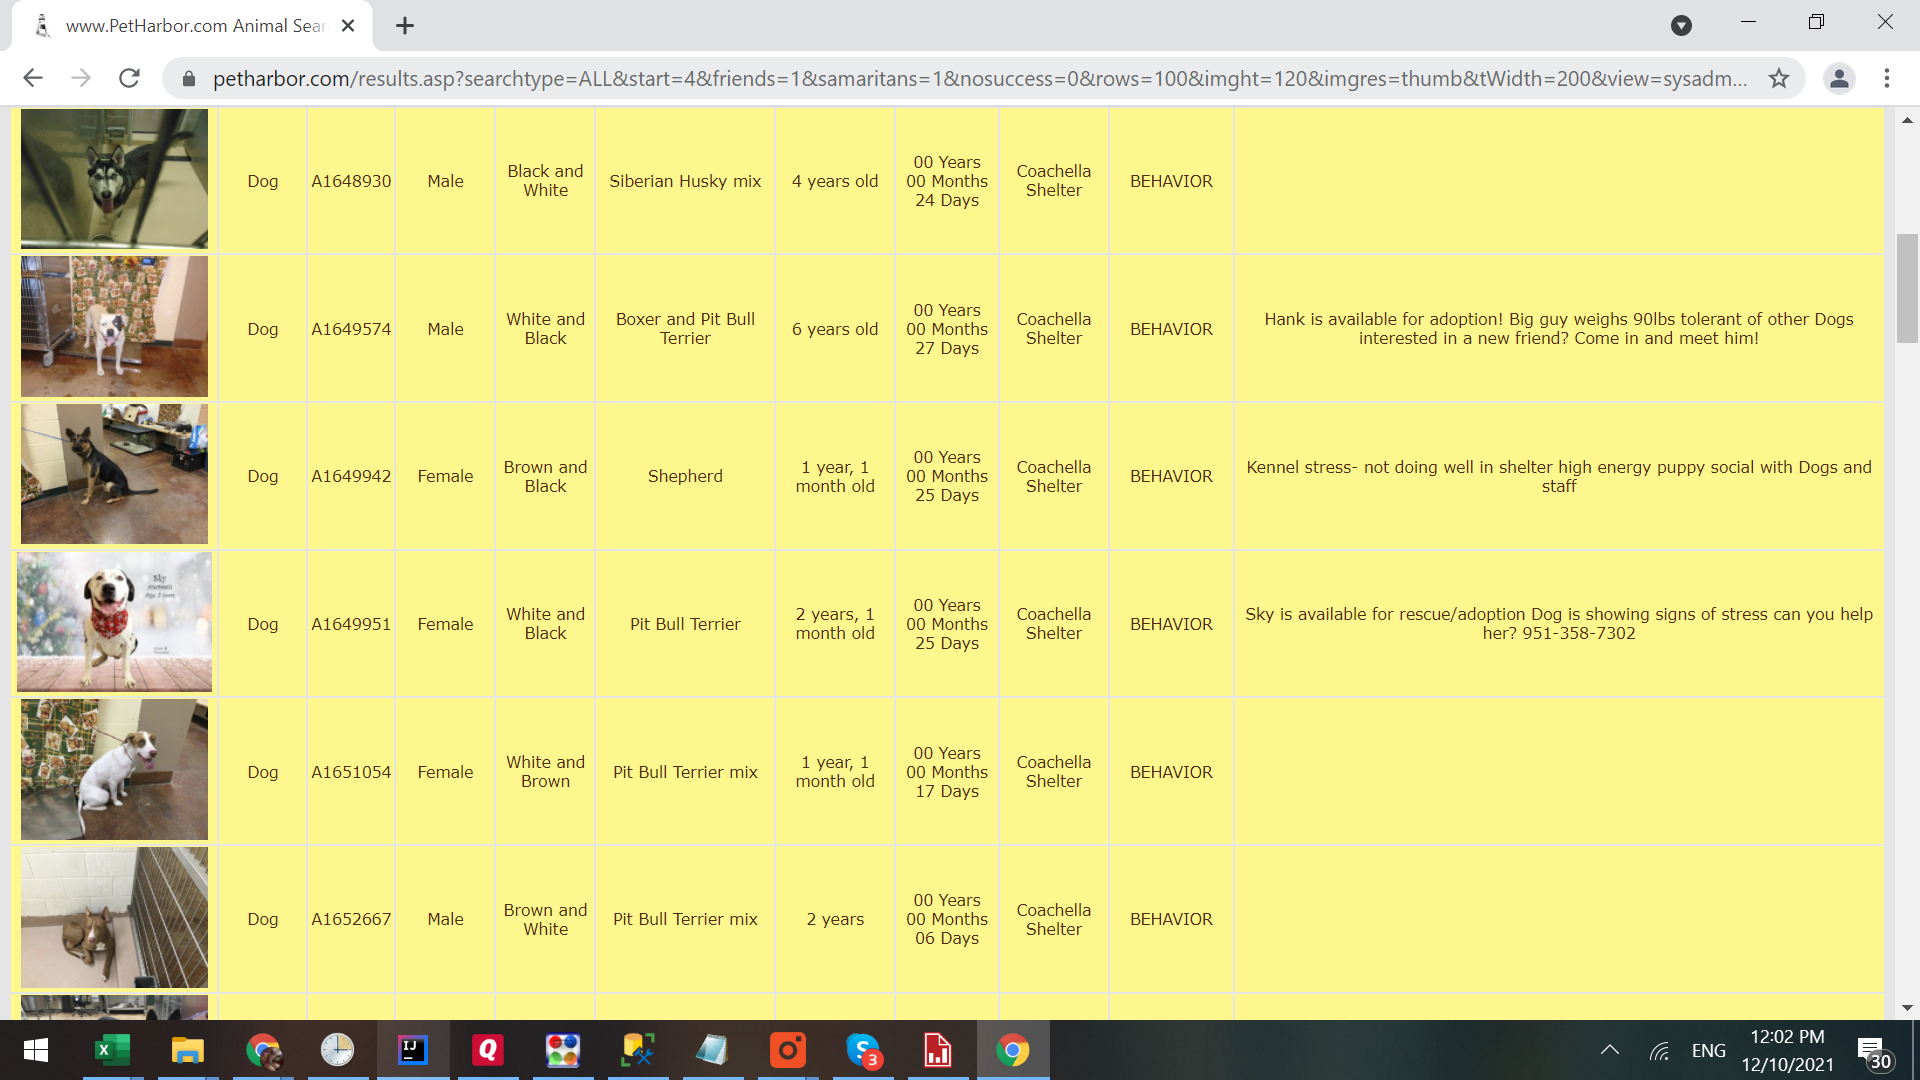 www.PetHarbor.com Animal Sear
petharbor.com/results.asp?searchtype=ALL&start=4&friends=1&samaritans=1&nosuccess=0&rows=100&imght=120&imgres=thumb&tWidth=200&view=sysadm...
Dog
A1648930
Male
Black and
White
Siberian Husky mix
4 years old
00 Years
00 Months
24 Days
Coachella
Shelter
BEHAVIOR
Dog
A1649574
Male
White and
Black
Boxer and Pit Bull
Terrier
6 years old
00 Years
00 Months
27 Days
Coachella
Shelter
BEHAVIOR
Hank is available for adoption! Big guy weighs 90lbs tolerant of other Dogs
interested in a new friend? Come in and meet him!
Dog
A1649942
Female
Brown and
Black
Shepherd
1 year, 1
month old
00 Years
00 Months
25 Days
Coachella
Shelter
BEHAVIOR
Kennel stress- not doing well in shelter high energy puppy social with Dogs and
staff
Sky
Dog
A1649951
Female
White and
Black
Pit Bull Terrier
2 years, 1
month old
00 Years
00 Months
25 Days
Coachella
Shelter
BEHAVIOR
Sky is available for rescue/adoption Dog is showing signs of stress can you help
her? 951-358-7302
Dog
A1651054
Female
White and
Brown
Pit Bull Terrier mix
1 year, 1
month old
00 Years
00 Months
17 Days
Coachella
Shelter
BEHAVIOR
Dog
A1652667
Male
Brown and
White
Pit Bull Terrier mix
2 years
00 Years
00 Months
06 Days
Coachella
Shelter
BEHAVIOR
X
IJ
Q
S
3
ENG
12:02 PM
12/10/2021
30